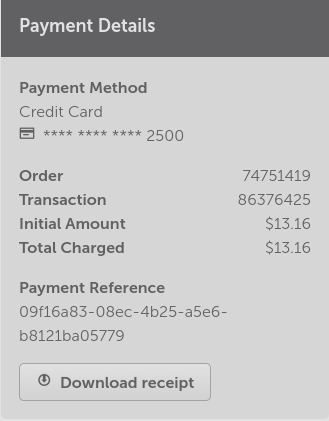 Payment Details
Payment Method
Credit Card
**** **** **** 2500
Order 74751419
Transaction 86376425
Initial Amount $13.16
Total Charged $13.16
Payment Reference
09f16a83-08ec-4b25-a5e6-
b8121ba05779
Download receipt